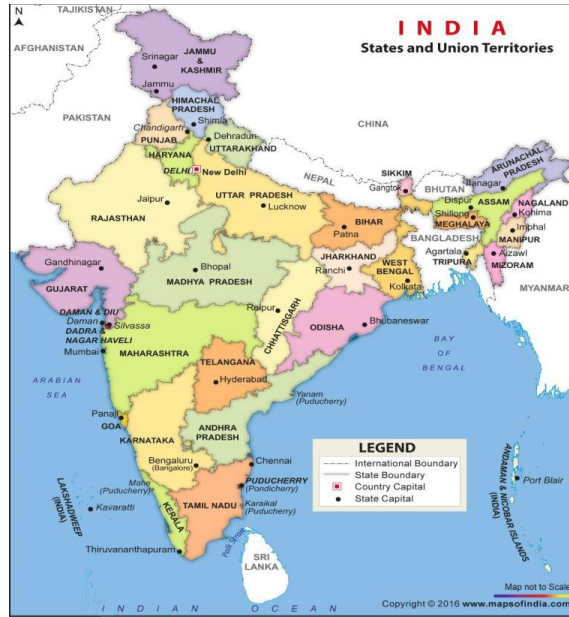 TAJIKISTAN
N
AFGHANISTAN
INDIA
States and Union Territories
JAMMU
&
KASHMIR
Srinagar
Jammu
HIMACHAL
PRADESH
Shimla
PAKISTAN
Chandigarh
PUNJAB
Dehradun
UTTARAKHAND
CHINA
HARYANA
DELHI
New Delhi
NEPAL
SIKKIM
Gangtok
BHUTAN
ARUNACHAL
PRADESH
Itanagar
Dispur
ASSAM
NAGALAND
Kohima
Shillong
MEGHALAYA
Imphal
MANIPUR
RAJASTHAN
Jaipur
UTTAR PRADESH
Lucknow
BIHAR
Patna
BANGLADESH
Agartala
TRIPURA
Aizawl
MIZORAM
MYANMAR
Gandhinagar
GUJARAT
Bhopal
MADHYA PRADESH
JHARKHAND
Ranchi
WEST
BENGAL
Kolkata
DAMAN & DIU
Daman
Silvassa
DADRA &
NAGAR HAVELI
Mumbai
MAHARASHTRA
Raipur
CHHATTISGARH
ODISHA
Bhubaneswar
TELANGANA
Hyderabad
ARABIAN
SEA
BAY
OF
BENGAL
Yanam
(Puducherry)
Panaji
GOA
KARNATAKA
ANDHRA
PRADESH
Bengaluru
(Bangalore)
Chennai
LEGEND
International Boundary
State Boundary
Country Capital
State Capital
Mahe
(Puducherry)
PUDUCHERRY
(Pondicherry)
Karaikal
(Puducherry)
TAMIL NADU
KERALA
LAKSHADWEEP
(INDIA)
Kavaratti
Thiruvananthapuram
Palk Strait
SRI
LANKA
ANDAMAN & NICOBAR ISLANDS
(INDIA)
Port Blair
Map not to Scale
INDIAN OCEAN
Copyright © 2016 www.mapsofindia.com